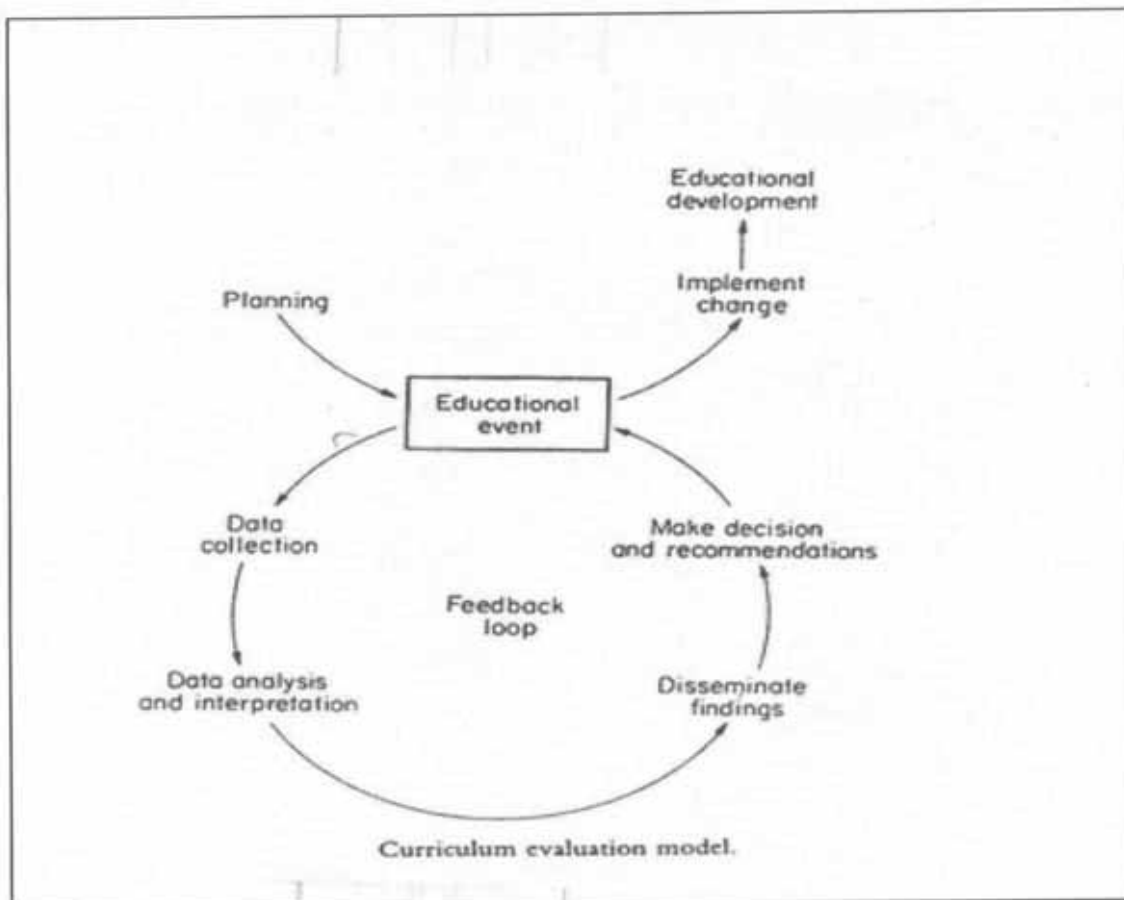 Educational
development
Implement
change
Planning
Educational
event
Data
collection
Make decision
and recommendations
Feedback
loop
Data analysis
and interpretation
Disseminate
findings
Curriculum evaluation model.